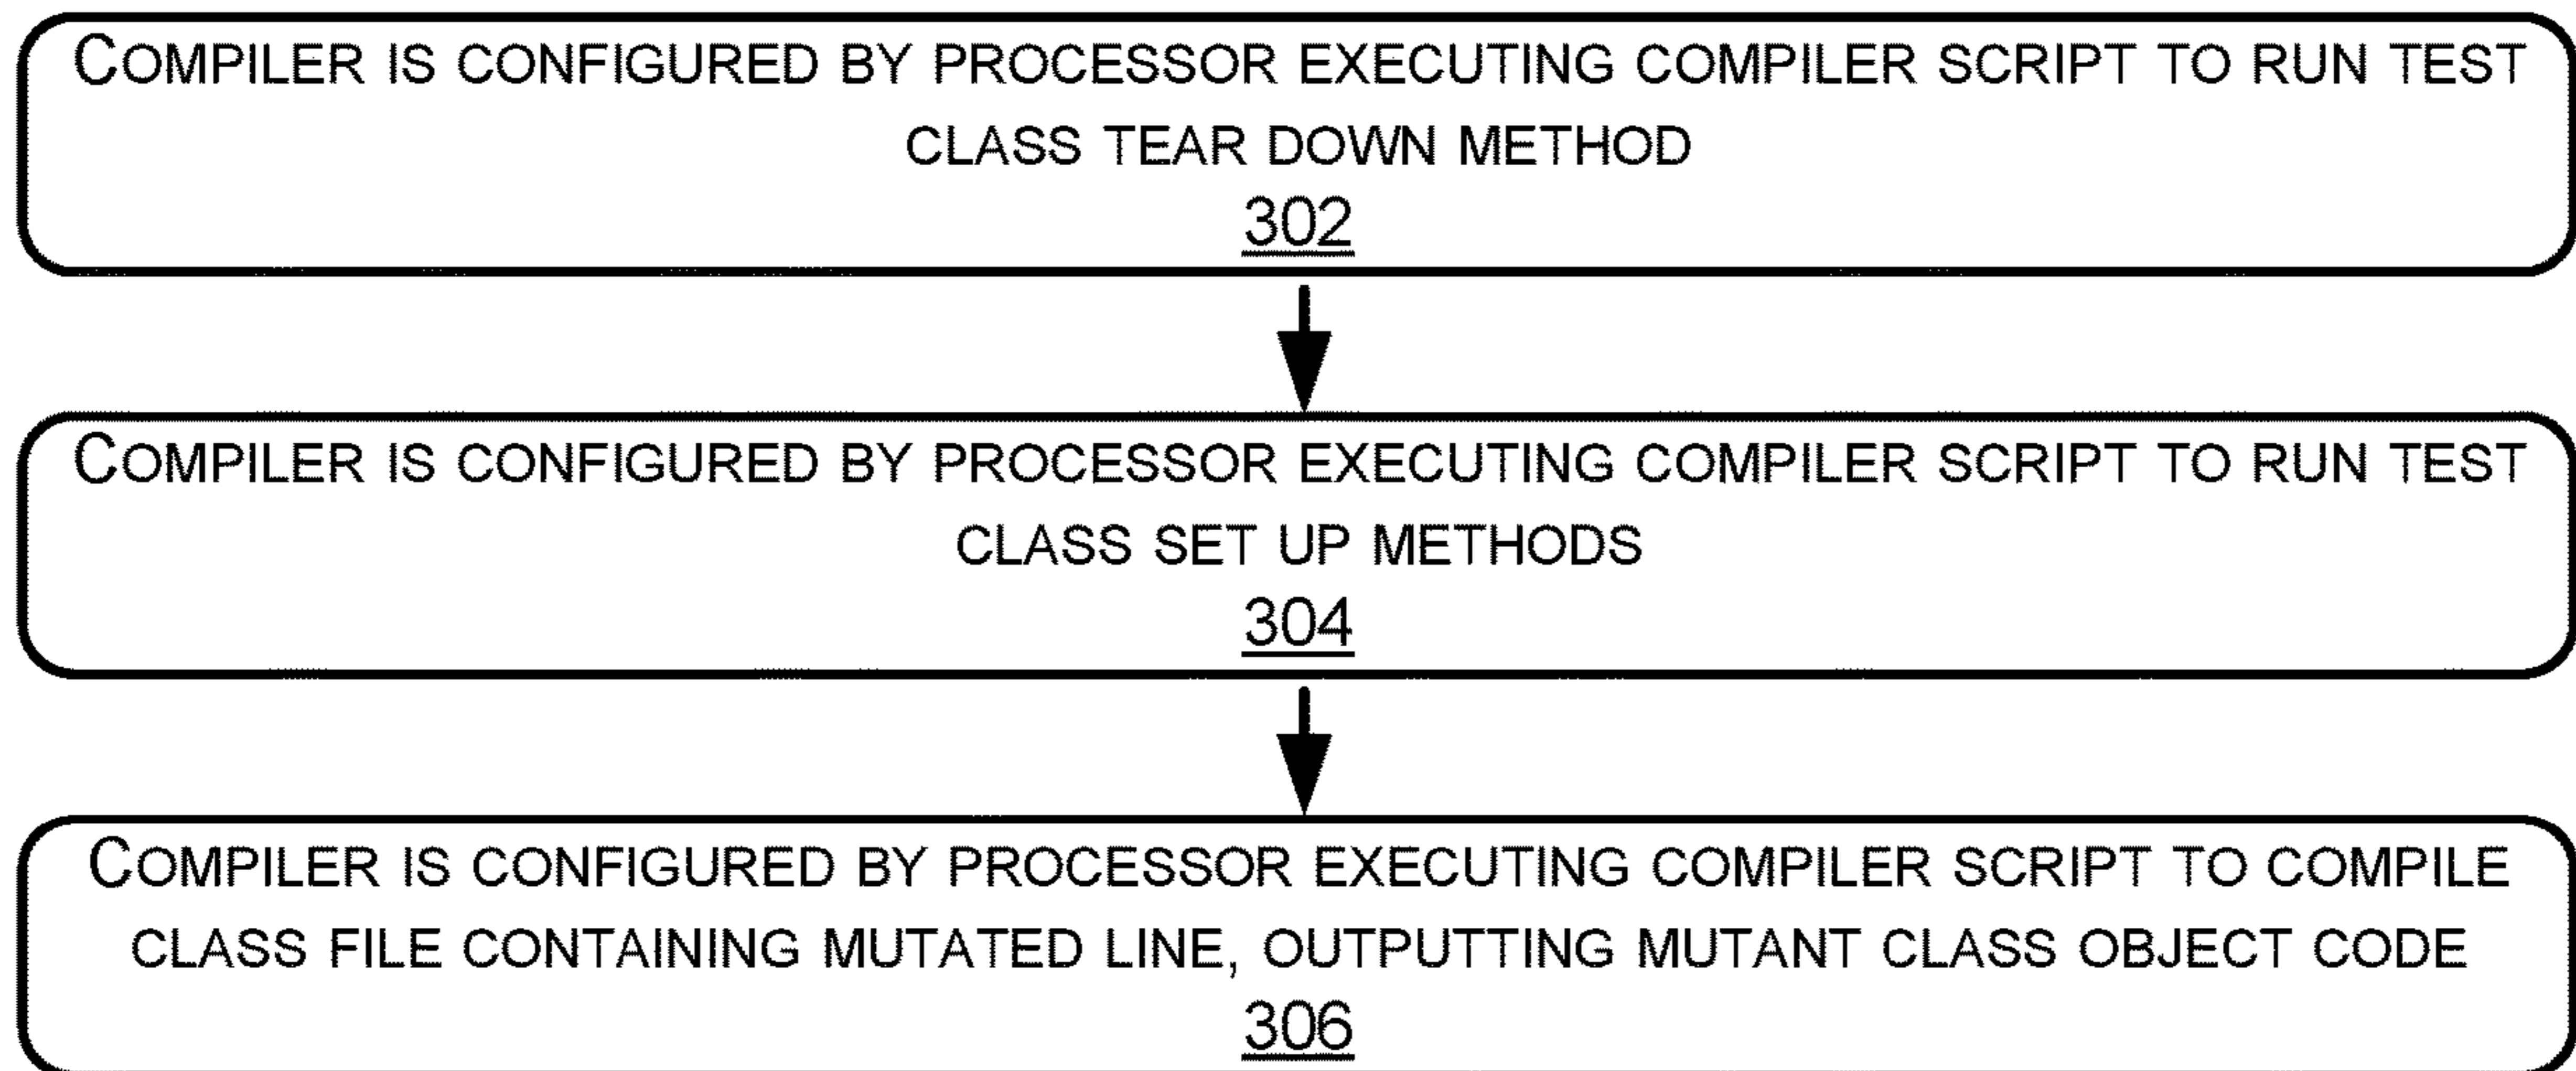 COMPILER IS CONFIGURED BY PROCESSOR EXECUTING COMPILER SCRIPT TO RUN TEST
CLASS TEAR DOWN METHOD
302
COMPILER IS CONFIGURED BY PROCESSOR EXECUTING COMPILER SCRIPT TO RUN TEST
CLASS SET UP METHODS
304
COMPILER IS CONFIGURED BY PROCESSOR EXECUTING COMPILER SCRIPT TO COMPILE
CLASS FILE CONTAINING MUTATED LINE, OUTPUTTING MUTANT CLASS OBJECT CODE
306